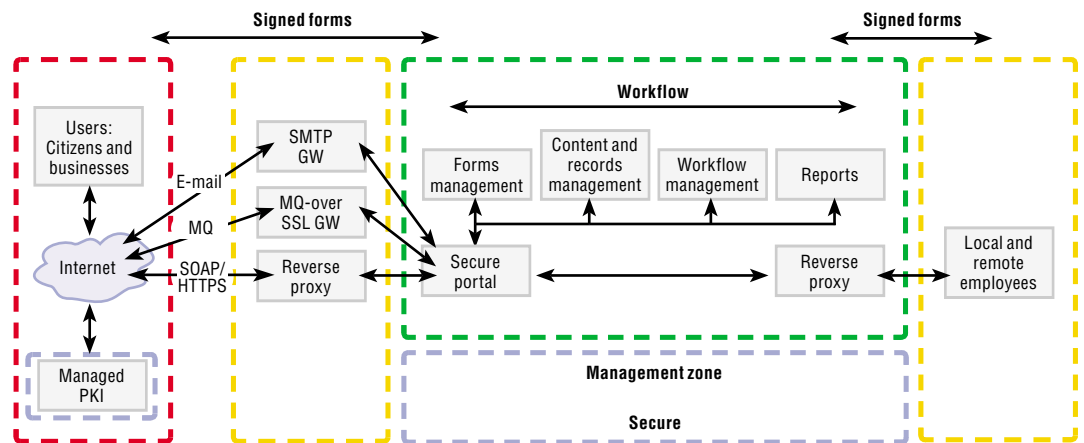 Signed forms
Signed forms
Workflow
Users:
Citizens and
businesses
SMTP
GW
Forms
management
Content and
records
management
Workflow
management
Reports
E-mail
MQ-over
SSL GW
MQ
Internet
SOAP/
HTTPS
Reverse
proxy
Secure
portal
Reverse
proxy
Local and
remote
employees
Managed
PKI
Management zone
Secure